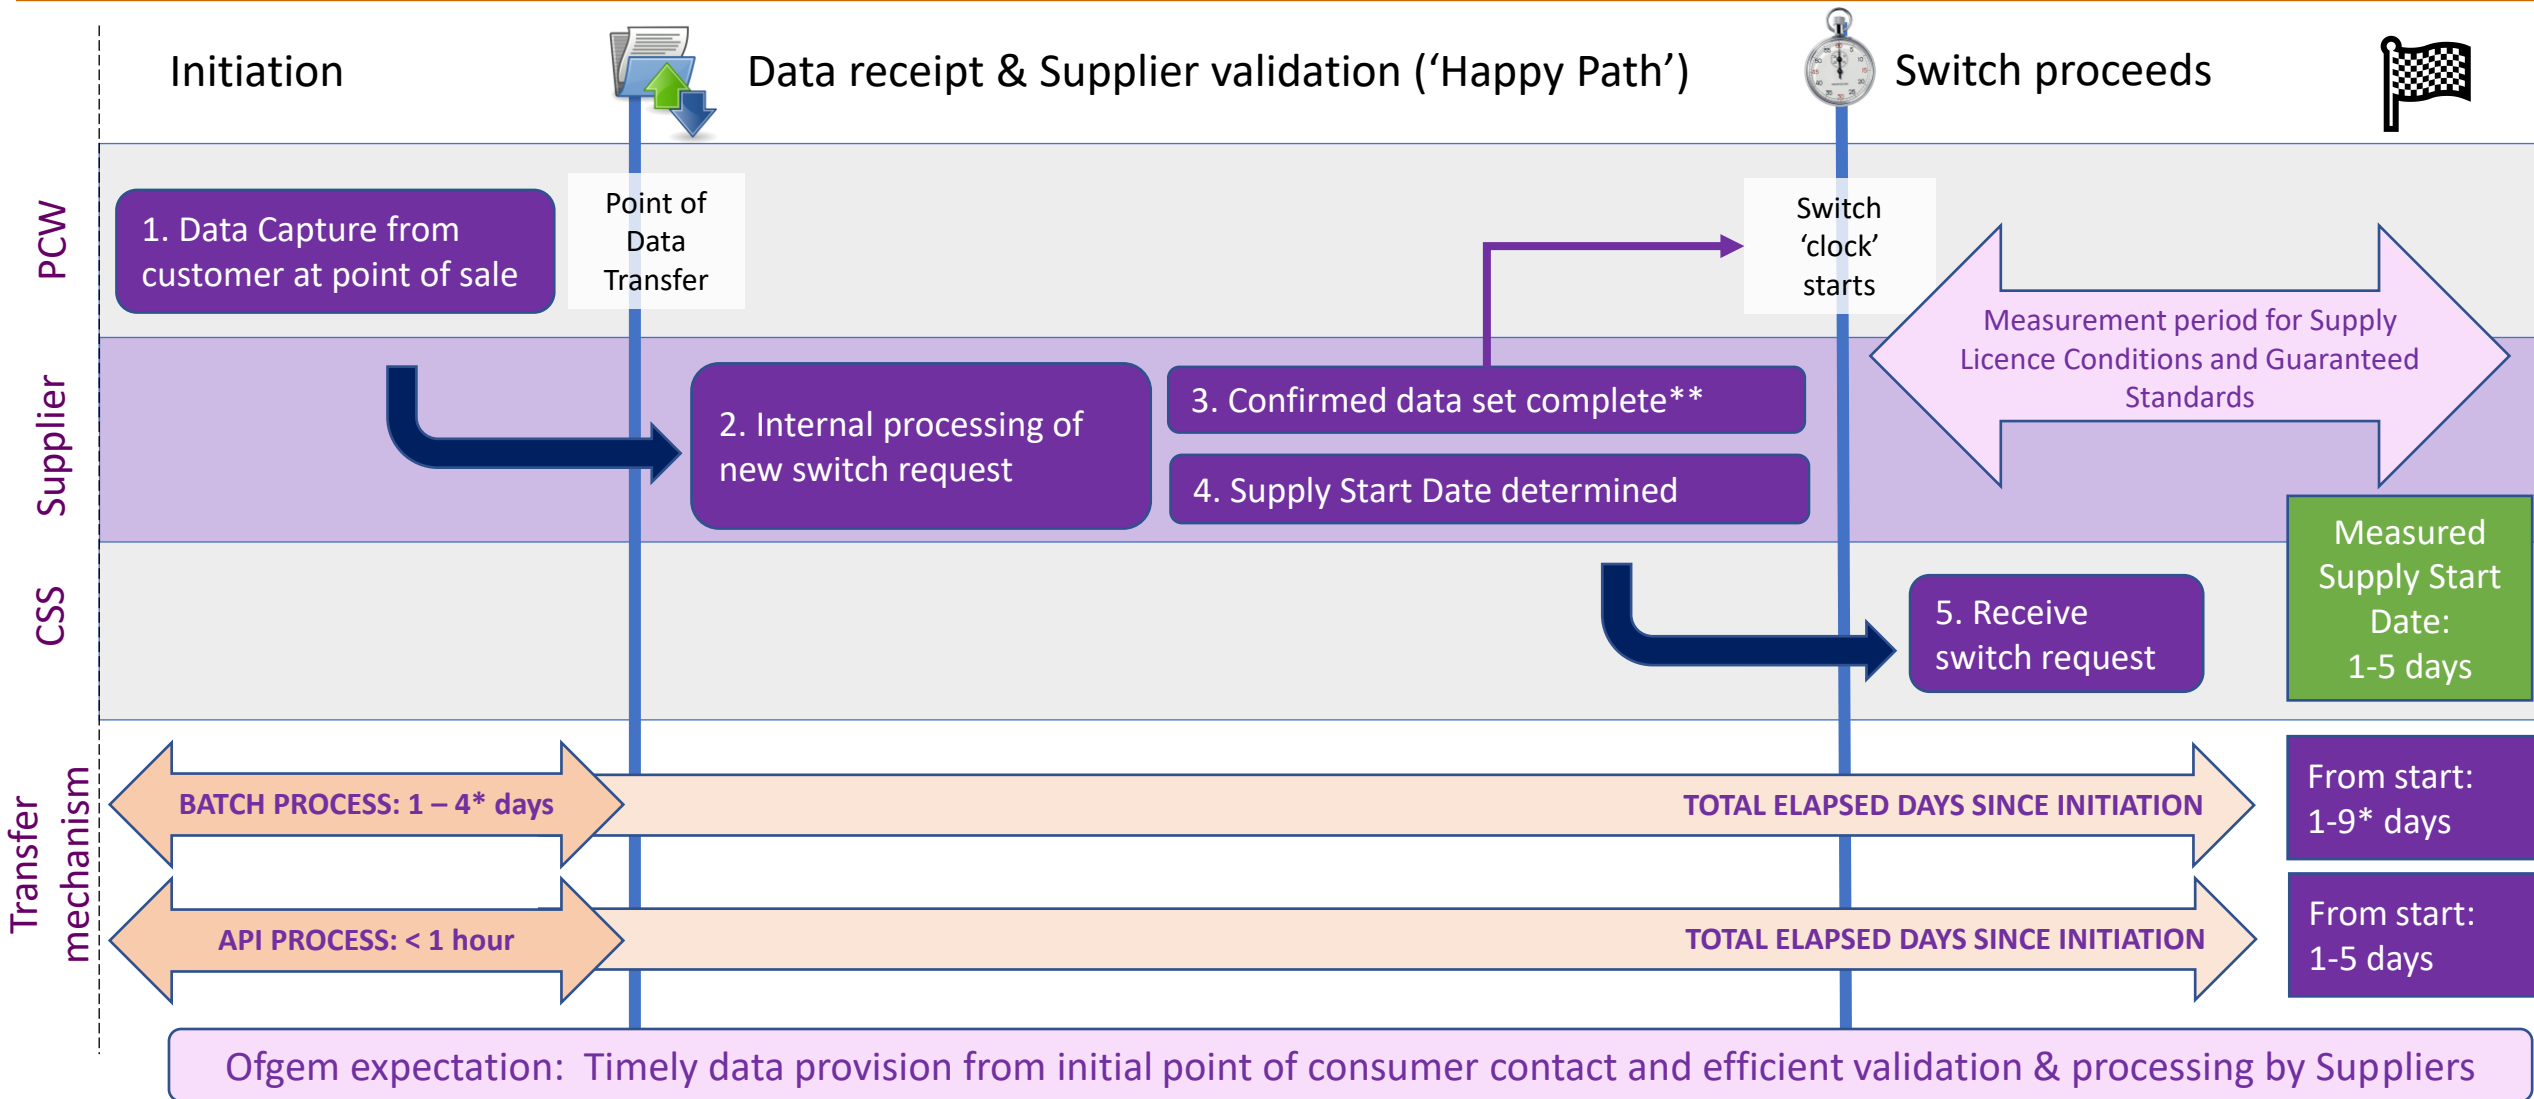 Initiation
Data receipt & Supplier validation (‘Happy Path’)
Switch proceeds
PCW
1. Data Capture from
customer at point of sale
Point of
Data
Transfer
Switch
‘clock’
starts
Measurement period for Supply
Licence Conditions and Guaranteed
Standards
Supplier
2. Internal processing of
new switch request
3. Confirmed data set complete**
4. Supply Start Date determined
CSS
5. Receive
switch request
Measured
Supply Start
Date:
1-5 days
Transfer
mechanism
BATCH PROCESS: 1 – 4* days
TOTAL ELAPSED DAYS SINCE INITIATION
From start:
1-9* days
API PROCESS: < 1 hour
TOTAL ELAPSED DAYS SINCE INITIATION
From start:
1-5 days
Ofgem expectation:  Timely data provision from initial point of consumer contact and efficient validation & processing by Suppliers